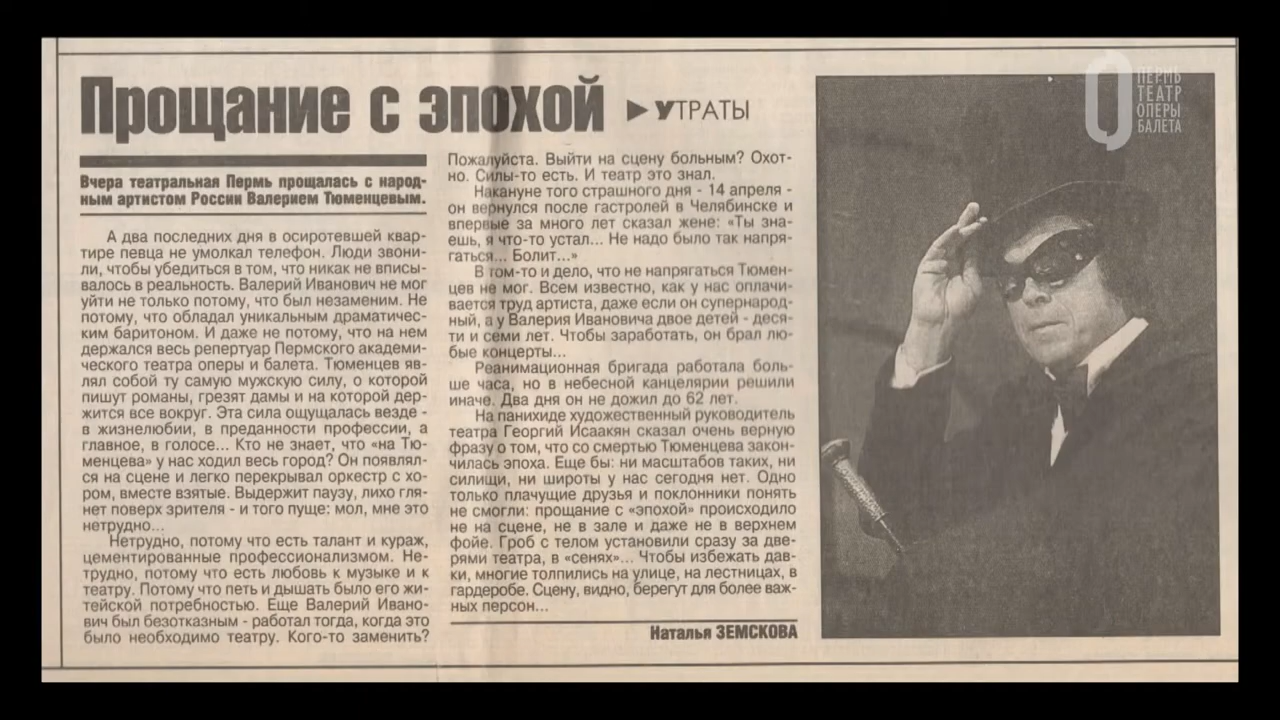 Прощание с эпохой
►УТРАТЫ
Вчера театральная Пермь прощалась с народ-
ным артистом России Валерием Тюменцевым.
А два последних дня в осиротевшей квар-
тире певца не умолкал телефон. Люди звони-
ли, чтобы убедиться в том, что никак не вписы-
валось в реальность. Валерий Иванович не мог
уйти не только потому, что был незаменим. Не
потому, что обладал уникальным драматичес-
ким баритоном. И даже не потому, что на нем
держался весь репертуар Пермского академи-
ческого театра оперы и балета. Тюменцев яв-
лял собой ту самую мужскую силу, о которой
пишут романы, грезят дамы и на которой дер-
жится все вокруг. Эта сила ощущалась везде -
в жизнелюбии, в преданности профессии, а
главное, в голосе... Кто не знает, что «на Тю-
менцева» у нас ходил весь город? Он появлял-
ся на сцене и легко перекрывал оркестр с хо-
ром, вместе взятые. Выдержит паузу, лихо гля-
нет поверх зрителя - и того пуще: мол, мне это
нетрудно...
Нетрудно, потому что есть талант и кураж,
цементированные профессионализмом. Не-
трудно, потому что есть любовь к музыке и к
театру. Потому что петь и дышать было его жи-
тейской потребностью. Еще Валерий Ивано-
вич был безотказным - работал тогда, когда это
было необходимо театру. Кого-то заменить?
Пожалуйста. Выйти на сцену больным? Охот-
но. Силы-то есть. И театр это знал.
Накануне того страшного дня - 14 апреля -
он вернулся после гастролей в Челябинске и
впервые за много лет сказал жене: «Ты зна-
ешь, я что-то устал... Не надо было так напря-
гаться... Болит...»
В том-то и дело, что не напрягаться Тюмен-
цев не мог. Всем известно, как у нас оплачи-
вается труд артиста, даже если он супернарод-
ный, а у Валерия Ивановича двое детей - деся-
ти и семи лет. Чтобы заработать, он брал лю-
бые концерты...
Реанимационная бригада работала боль-
ше часа, но в небесной канцелярии решили
иначе. Два дня он не дожил до 62 лет.
На панихиде художественный руководитель
театра Георгий Исаакян сказал очень верную
фразу о том, что со смертью Тюменцева закон-
чилась эпоха. Еще бы: ни масштабов таких, ни
силищи, ни широты у нас сегодня нет. Одно
только плачущие друзья и поклонники понять
не смогли: прощание с «эпохой» происходило
не на сцене, не в зале и даже не в верхнем
фойе. Гроб с телом установили сразу за две-
рями театра, в «сенях»... Чтобы избежать дав-
ки, многие толпились на улице, на лестницах, в
гардеробе. Сцену, видно, берегут для более важ-
ных персон...
Наталья ЗЕМСКОВА
ПЕРМЬ
ТЕАТР
ОПЕРЫ
БАЛЕТА